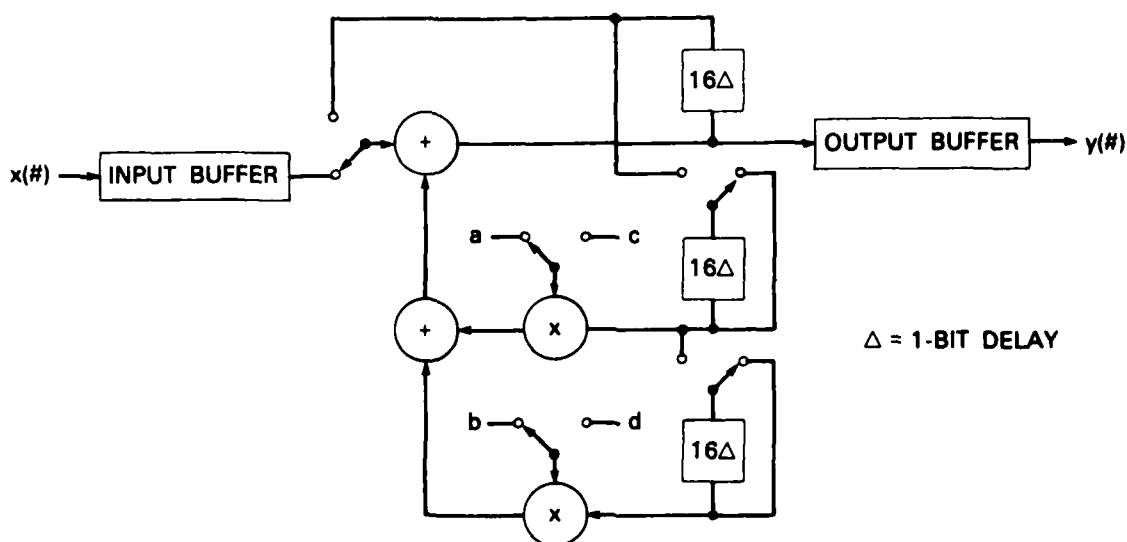 16Δ
x(#)
INPUT BUFFER
+
OUTPUT BUFFER
y(#)
a
c
16Δ
+
x
Δ = 1-BIT DELAY
b
d
16Δ
x